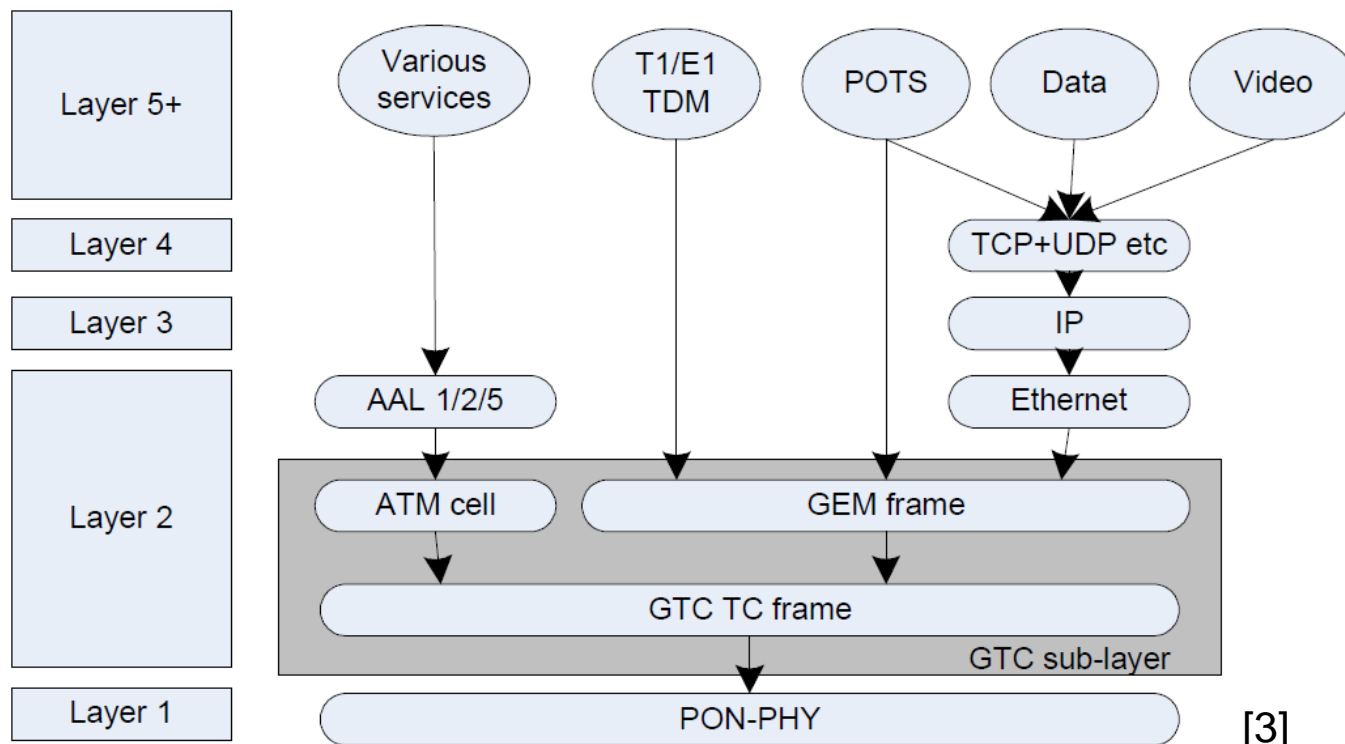 Various
services
T1/E1
TDM
POTS
Data
Video
Layer 5+
Layer 4
TCP+UDP etc
Layer 3
IP
AAL 1/2/5
Ethernet
Layer 2
ATM cell
GEM frame
GTC TC frame
GTC sub-layer
Layer 1
PON-PHY
[3]